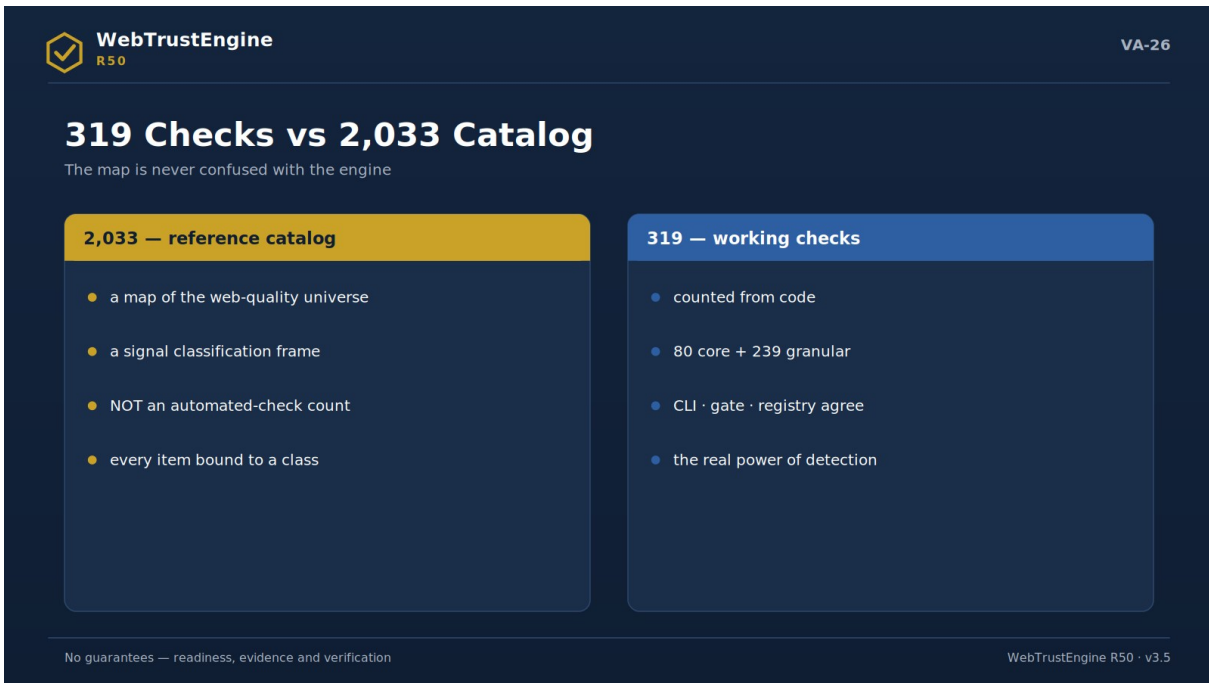 WebTrustEngine
R50
VA-26
319 Checks vs 2,033 Catalog
The map is never confused with the engine
2,033 — reference catalog
a map of the web-quality universe
a signal classification frame
NOT an automated-check count
every item bound to a class
319 — working checks
counted from code
80 core + 239 granular
CLI · gate · registry agree
the real power of detection
No guarantees — readiness, evidence and verification
WebTrustEngine R50 · v3.5